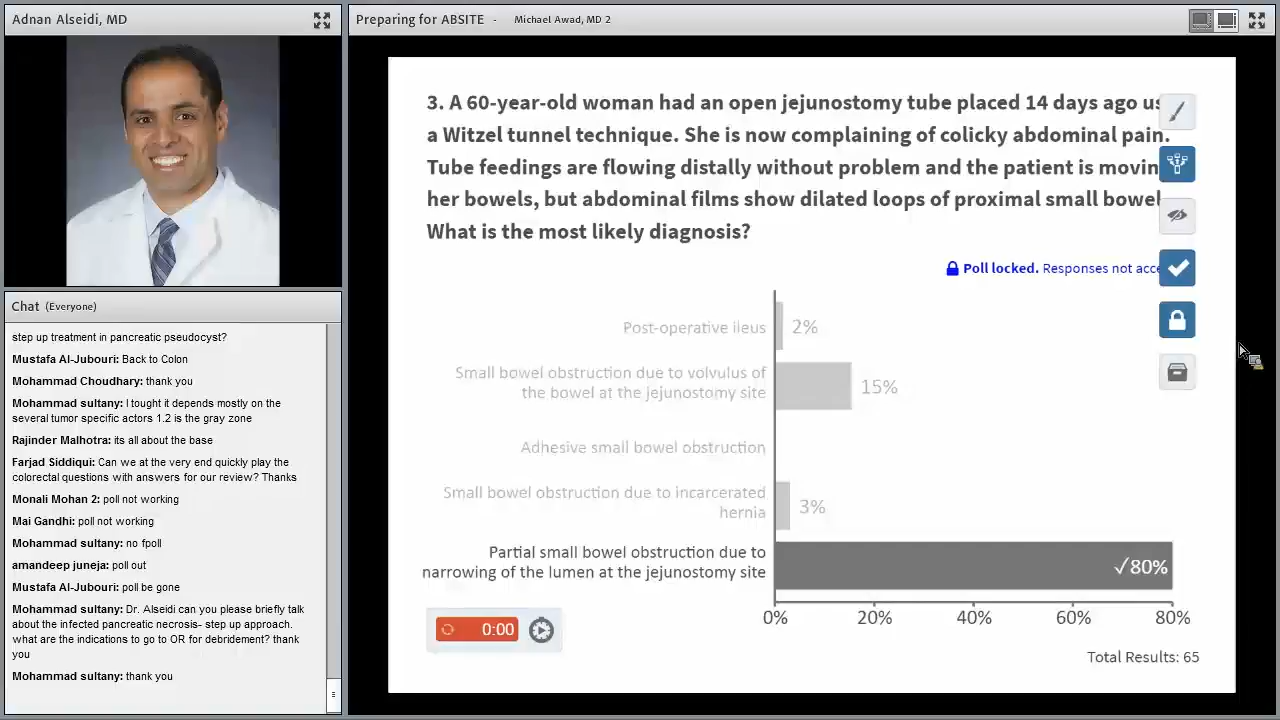 Adnan Alseidi, MD
Preparing for ABSITE - Michael Awad, MD 2
Chat (Everyone)
step up treatment in pancreatic pseudocyst?
Mustafa Al-Jubouri: Back to Colon
Mohammad Choudhary: thank you
Mohammad sultany: I tought it depends mostly on the
several tumor specific actors 1.2 is the gray zone
Rajinder Malhotra: its all about the base
Farjad Siddiqui: Can we at the very end quickly play the
colorectal questions with answers for our review? Thanks
Monali Mohan 2: poll not working
Mai Gandhi: poll not working
Mohammad sultany: no fpoll
amandeep juneja: poll out
Mustafa Al-Jubouri: poll be gone
Mohammad sultany: Dr. Alseidi can you please briefly talk
about the infected pancreatic necrosis- step up approach.
what are the indications to go to OR for debridement? thank
you
Mohammad sultany: thank you
3. A 60-year-old woman had an open jejunostomy tube placed 14 days ago us
a Witzel tunnel technique. She is now complaining of colicky abdominal pain.
Tube feedings are flowing distally without problem and the patient is movin
her bowels, but abdominal films show dilated loops of proximal small bowel
What is the most likely diagnosis?
Poll locked. Responses not acce
Post-operative ileus 2%
Small bowel obstruction due to volvulus of
the bowel at the jejunostomy site 15%
Adhesive small bowel obstruction
Small bowel obstruction due to incarcerated
hernia 3%
Partial small bowel obstruction due to
narrowing of the lumen at the jejunostomy site ✓80%
0% 20% 40% 60% 80%
0:00
Total Results: 65